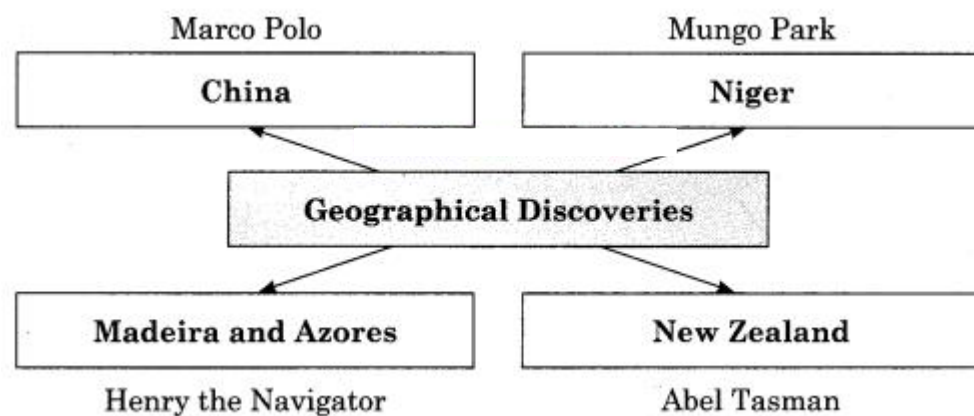 Marco Polo
Mungo Park
China
Niger
Geographical Discoveries
Madeira and Azores
New Zealand
Henry the Navigator
Abel Tasman